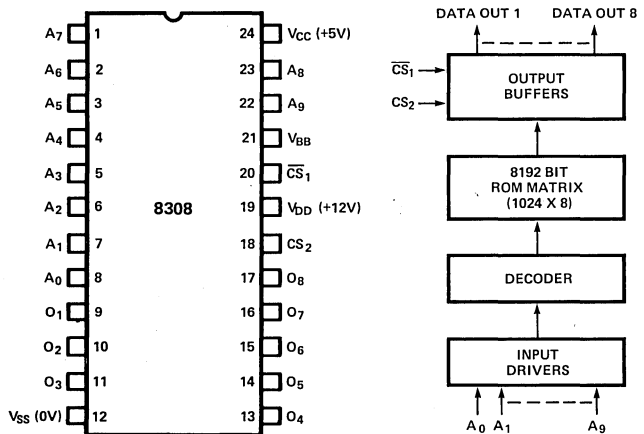 A7 1 24 VCC (+5V)
A6 2 23 A8
A5 3 22 A9
A4 4 21 VBB
A3 5 20 C̅S̅1
A2 6 8308 19 VDD (+12V)
A1 7 18 CS2
A0 8 17 O8
O1 9 16 O7
O2 10 15 O6
O3 11 14 O5
VSS (0V) 12 13 O4
DATA OUT 1 DATA OUT 8
C̅S̅1
CS2
OUTPUT
BUFFERS
8192 BIT
ROM MATRIX
(1024 X 8)
DECODER
INPUT
DRIVERS
A0 A1 A9